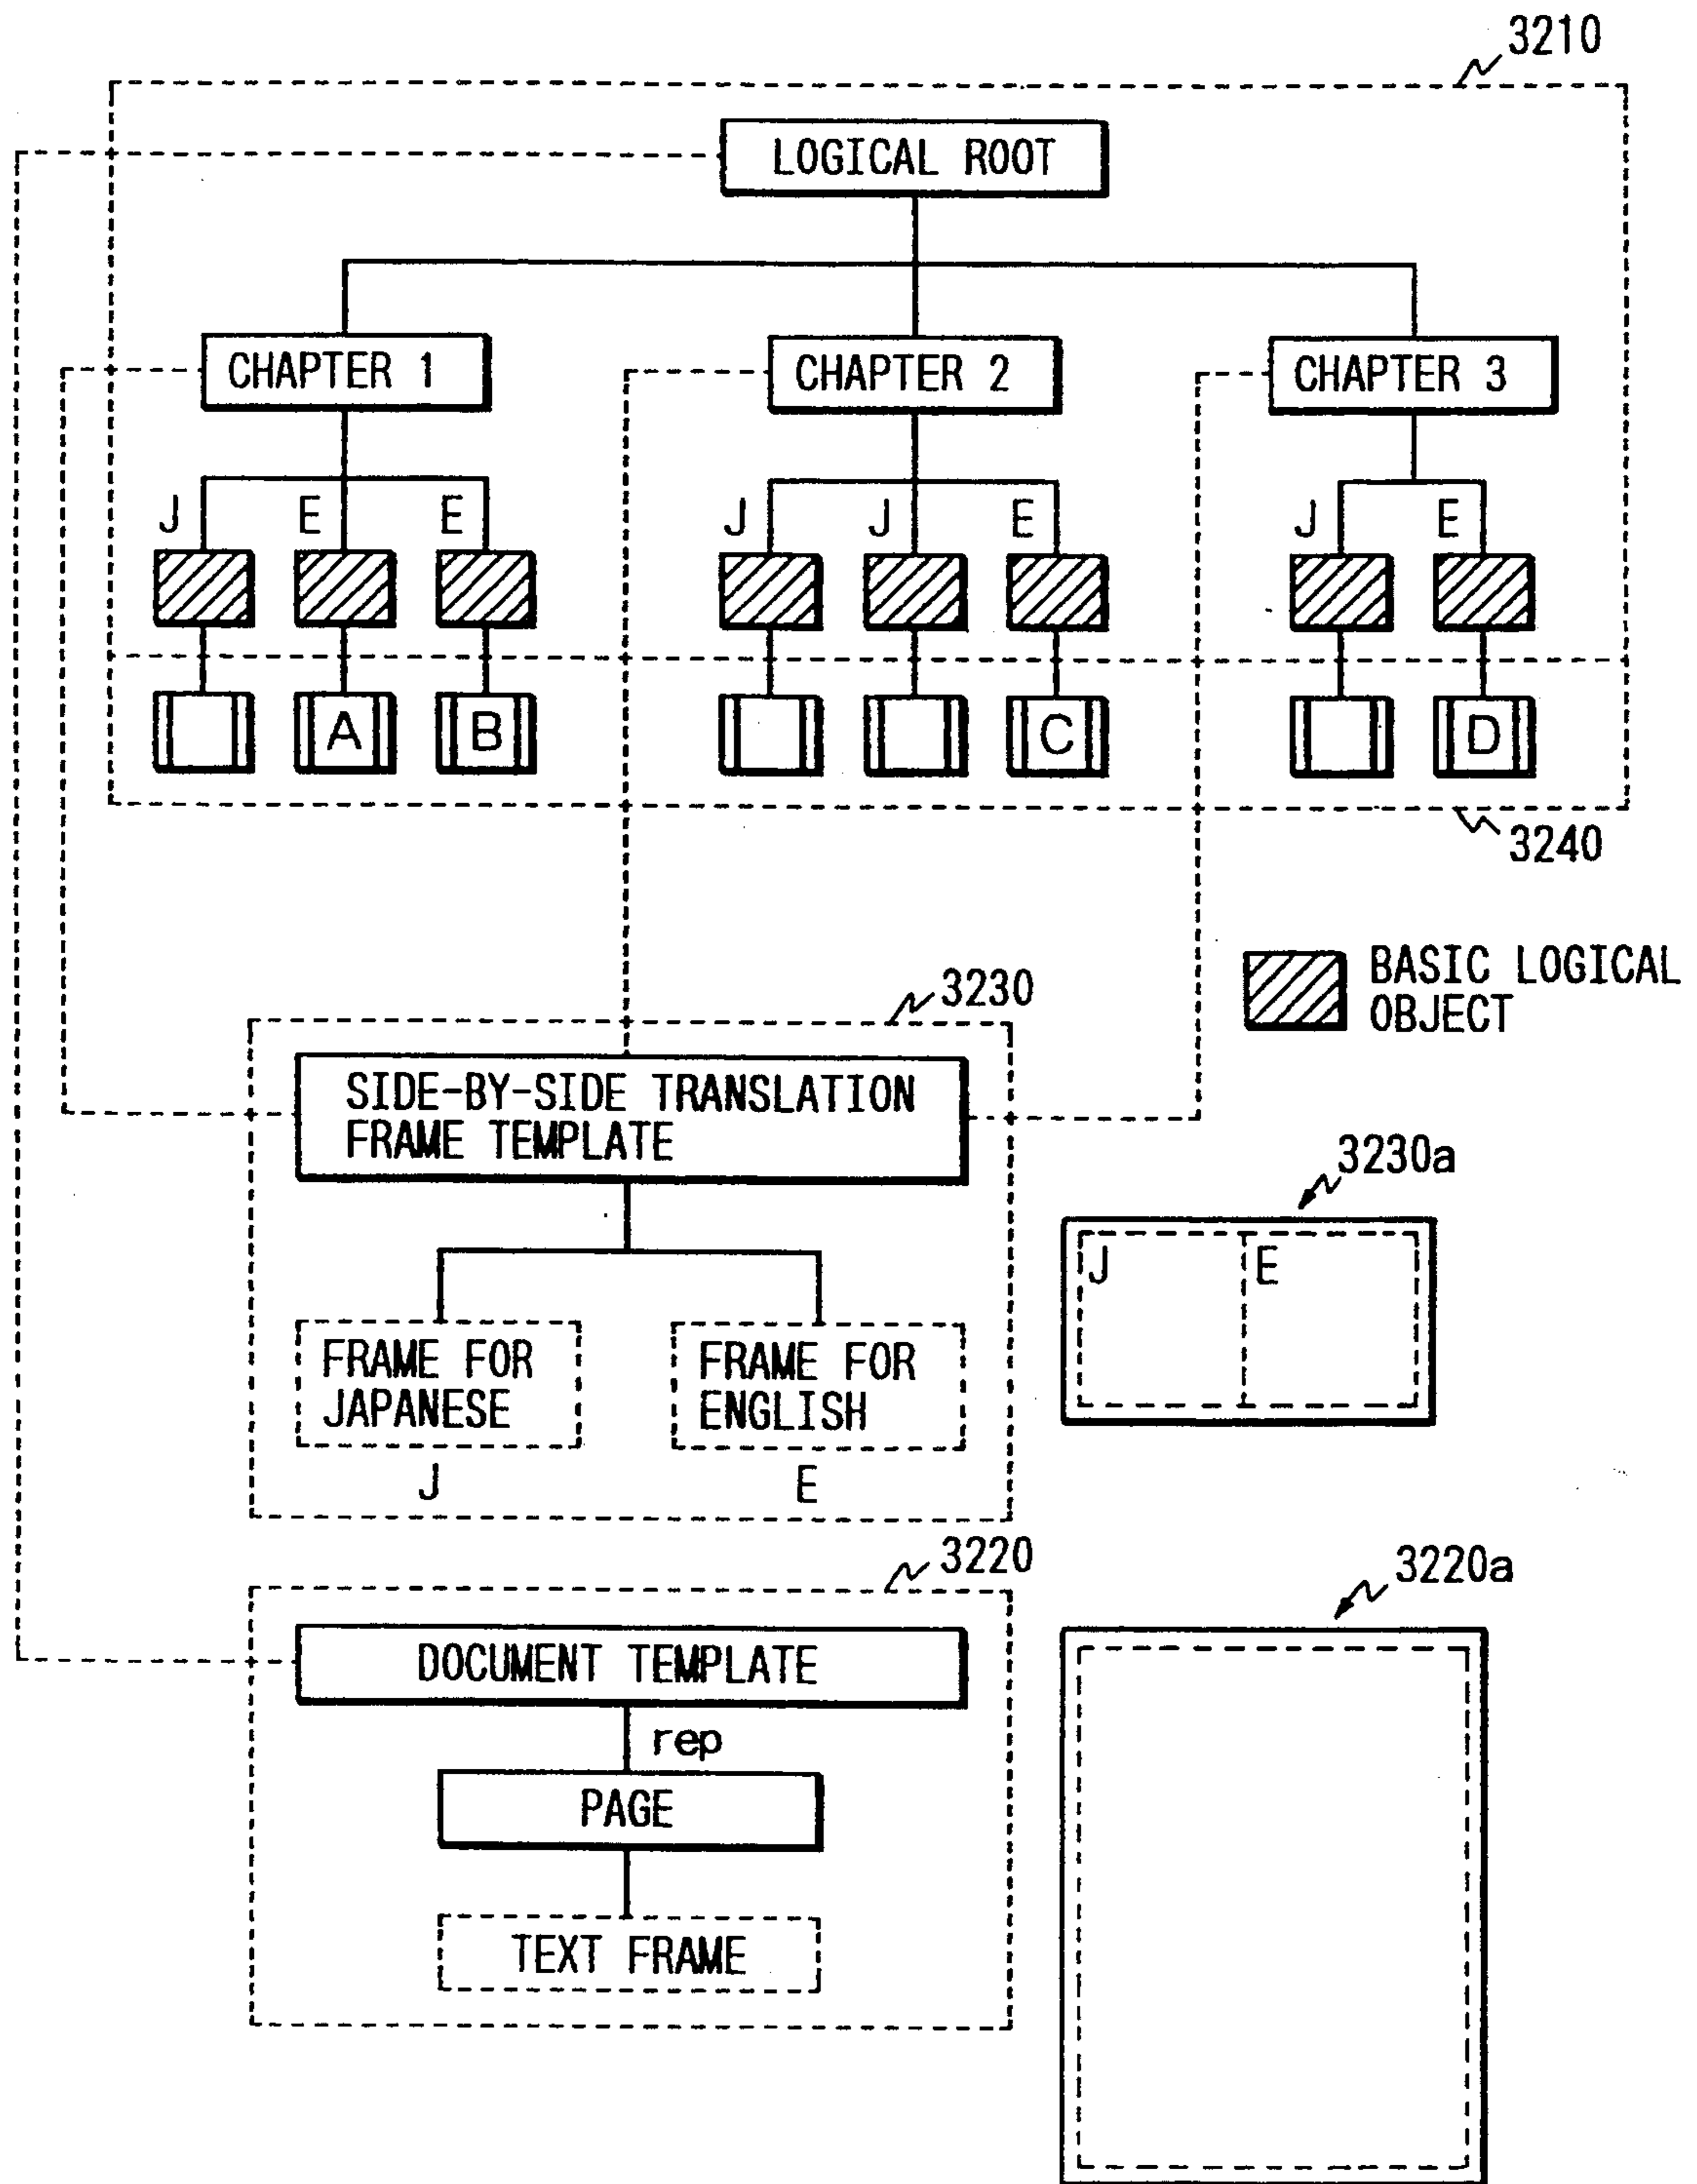 3210
LOGICAL ROOT
CHAPTER 1
CHAPTER 2
CHAPTER 3
J E E
J J E
J E
A B
C
D
3240
BASIC LOGICAL
OBJECT
3230
SIDE-BY-SIDE TRANSLATION
FRAME TEMPLATE
3230a
J E
FRAME FOR
JAPANESE
FRAME FOR
ENGLISH
J
E
3220
3220a
DOCUMENT TEMPLATE
rep
PAGE
TEXT FRAME